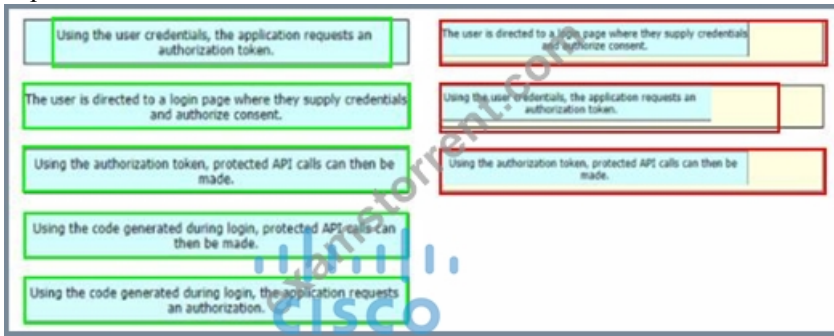 Using the user credentials, the application requests an
authorization token.
The user is directed to a login page where they supply credentials
and authorize consent.
Using the authorization token, protected API calls can then be
made.
Using the code generated during login, protected API calls can
then be made.
Using the code generated during login, the application requests
an authorization.
The user is directed to a login page where they supply credentials
and authorize consent.
Using the user credentials, the application requests an
authorization token.
Using the authorization token, protected API calls can then be
made.
examstorrent.com
CISCO